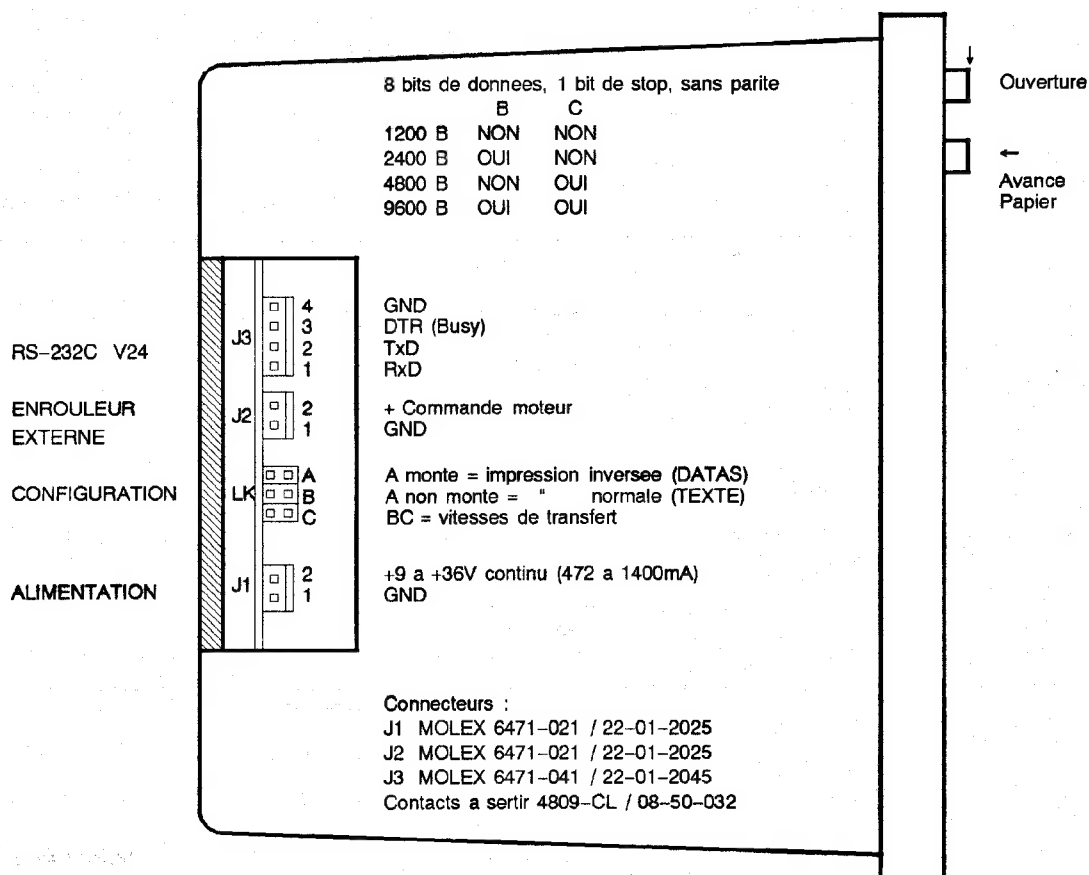 8 bits de donnees, 1 bit de stop, sans parite
B C
1200 B NON NON
2400 B OUI NON
4800 B NON OUI
9600 B OUI OUI
Ouverture
←
Avance
Papier
RS-232C V24
J3
4 GND
3 DTR (Busy)
2 TxD
1 RxD
ENROULEUR
EXTERNE
J2
2 + Commande moteur
1 GND
CONFIGURATION
LK
A A monte = impression inversee (DATAS)
B A non monte = " normale (TEXTE)
C BC = vitesses de transfert
ALIMENTATION
J1
2 +9 a +36V continu (472 a 1400mA)
1 GND
Connecteurs :
J1 MOLEX 6471-021 / 22-01-2025
J2 MOLEX 6471-021 / 22-01-2025
J3 MOLEX 6471-041 / 22-01-2045
Contacts a sertir 4809-CL / 08-50-032